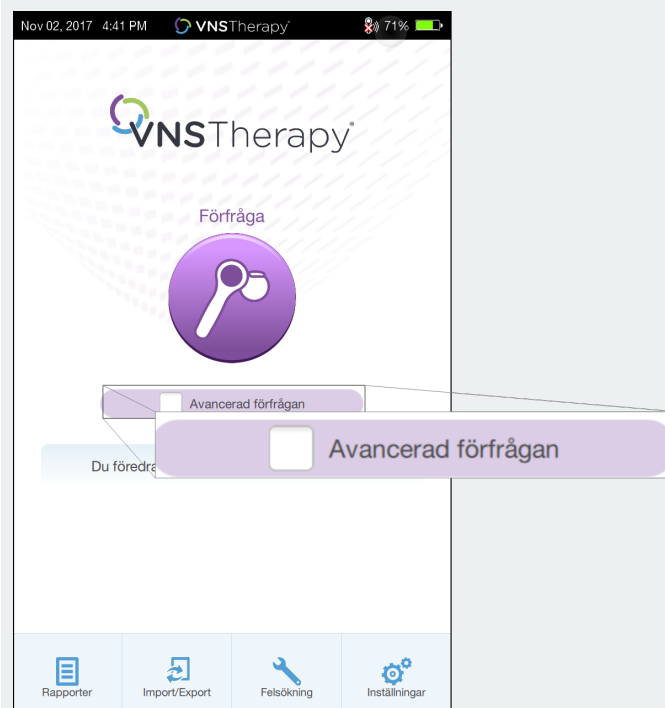 Nov 02, 2017 4:41 PM VNSTherapy 71%
VNSTherapy
Förfråga
Avancerad förfrågan
Avancerad förfrågan
Du
Rapporter Import/Export Felsökning Inställningar